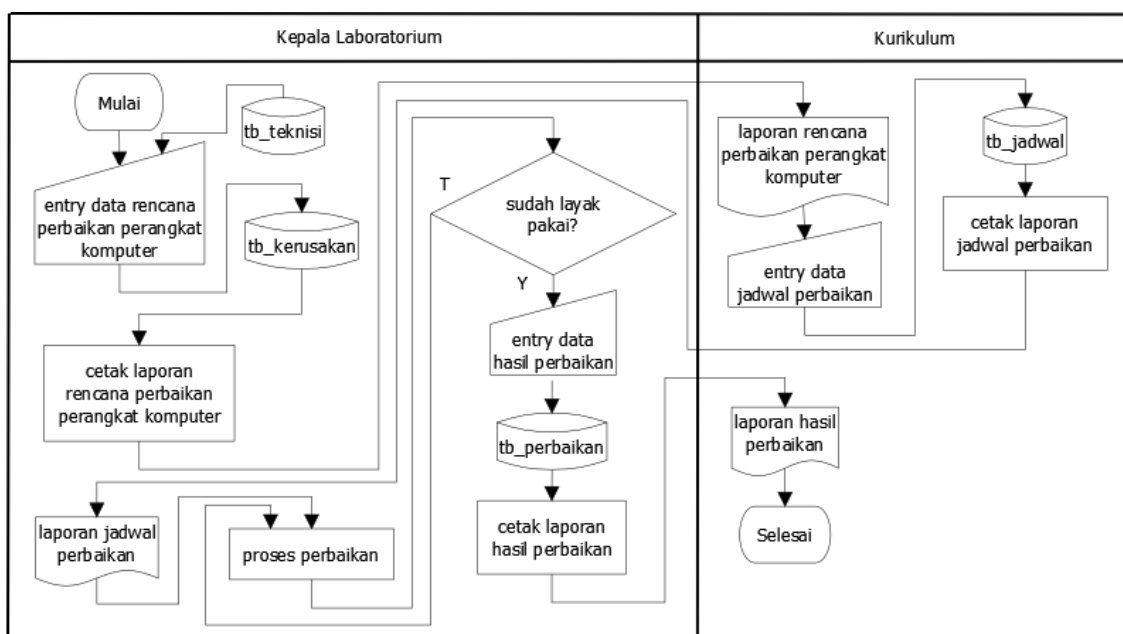 Kepala Laboratorium
Kurikulum
Mulai
tb_teknisi
entry data rencana
perbaikan perangkat
komputer
tb_kerusakan
cetak laporan
rencana perbaikan
perangkat komputer
laporan jadwal
perbaikan
proses perbaikan
T
sudah layak
pakai?
Y
entry data
hasil perbaikan
tb_perbaikan
cetak laporan
hasil perbaikan
laporan rencana
perbaikan perangkat
komputer
entry data
jadwal perbaikan
tb_jadwal
cetak laporan
jadwal perbaikan
laporan hasil
perbaikan
Selesai